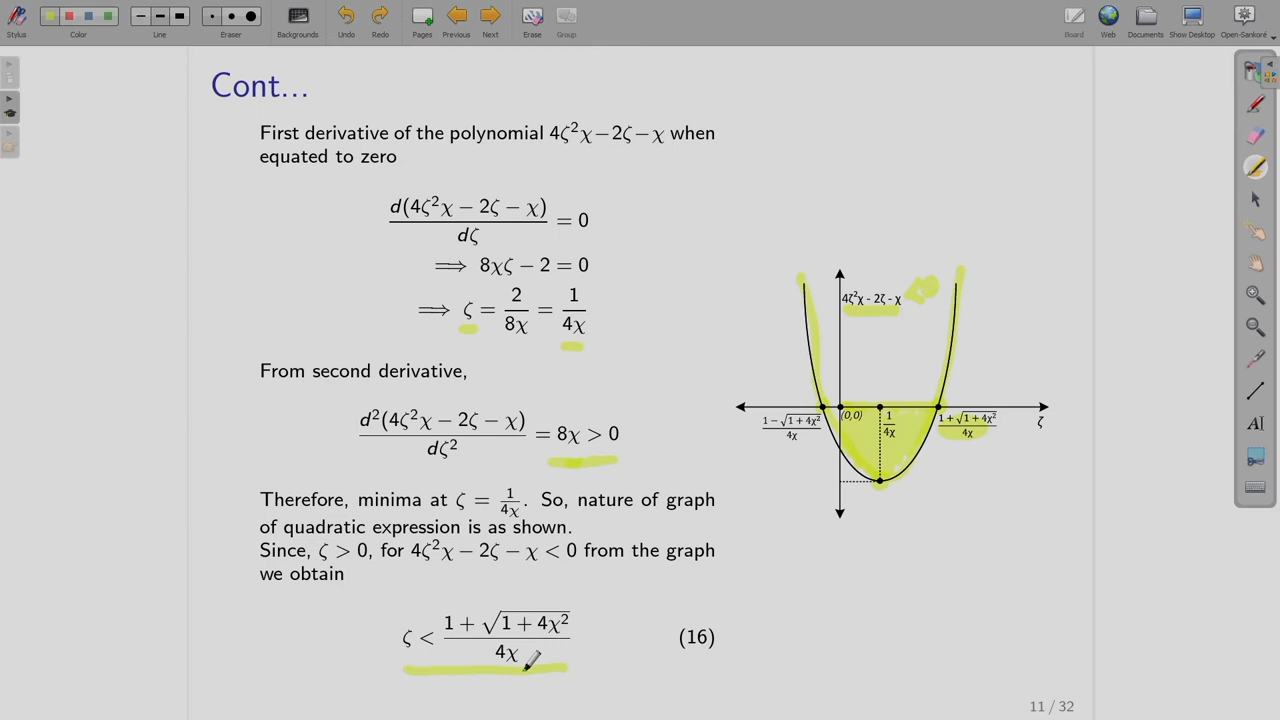 Stylus Color Line Eraser Backgrounds Undo Redo Pages Previous Next Erase Group Board Web Documents Show Desktop Open-Sankoré
Cont...
First derivative of the polynomial 4ζ²χ−2ζ−χ when
equated to zero
d(4ζ²χ − 2ζ − χ)/dζ = 0
⟹ 8χζ − 2 = 0
⟹ ζ = 2/8χ = 1/4χ
From second derivative,
d²(4ζ²χ − 2ζ − χ)/dζ² = 8χ > 0
Therefore, minima at ζ = 1/4χ. So, nature of graph
of quadratic expression is as shown.
Since, ζ > 0, for 4ζ²χ − 2ζ − χ < 0 from the graph
we obtain
ζ < (1 + √(1 + 4χ²))/4χ (16)
4ζ²χ - 2ζ - χ
(1 − √(1 + 4χ²))/4χ
(0,0)
1/4χ
(1 + √(1 + 4χ²))/4χ
ζ
11 / 32